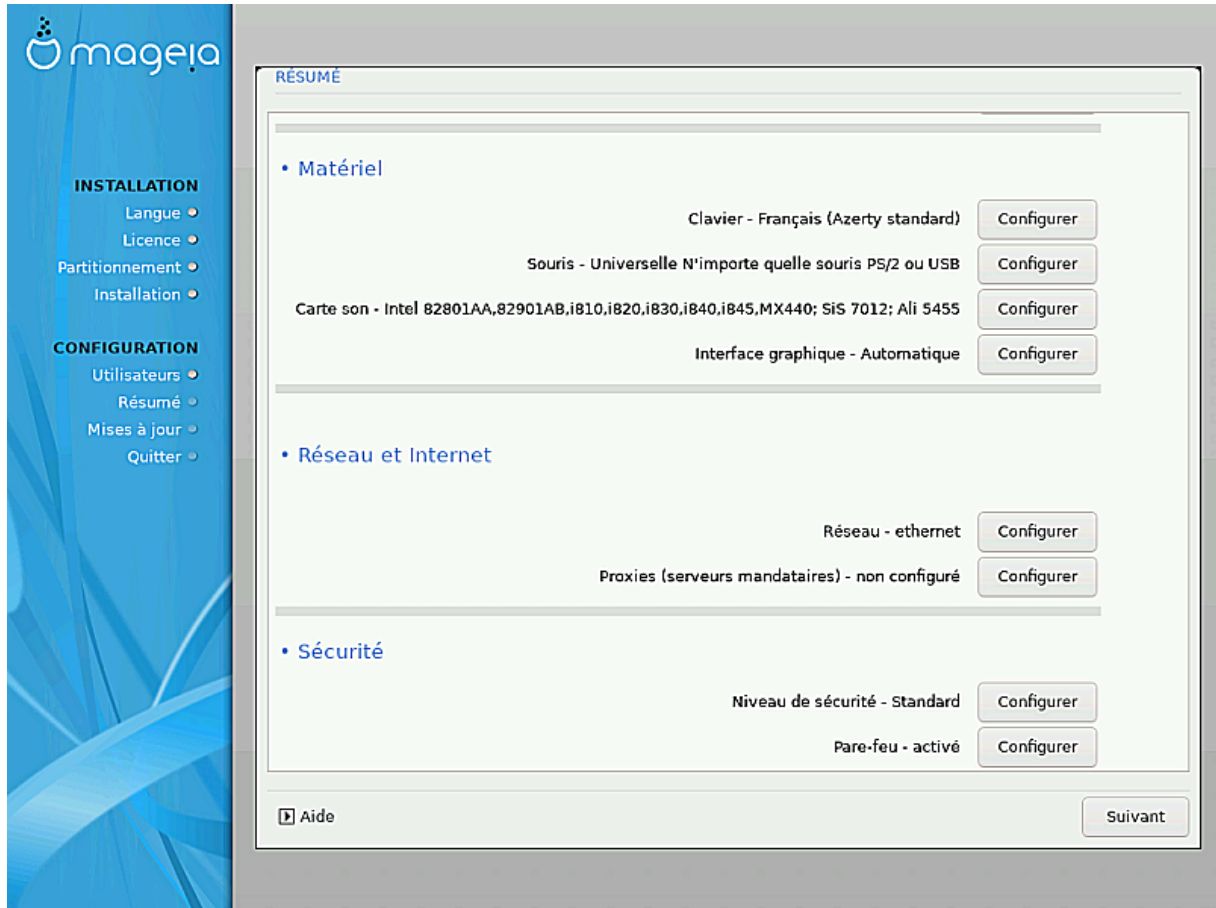 mageia
INSTALLATION
Langue
Licence
Partitionnement
Installation
CONFIGURATION
Utilisateurs
Résumé
Mises à jour
Quitter
RÉSUMÉ
• Matériel
Clavier - Français (Azerty standard) Configurer
Souris - Universelle N'importe quelle souris PS/2 ou USB Configurer
Carte son - Intel 82801AA,82901AB,i810,i820,i830,i840,i845,MX440; SiS 7012; Ali 5455 Configurer
Interface graphique - Automatique Configurer
• Réseau et Internet
Réseau - ethernet Configurer
Proxies (serveurs mandataires) - non configuré Configurer
• Sécurité
Niveau de sécurité - Standard Configurer
Pare-feu - activé Configurer
Aide
Suivant